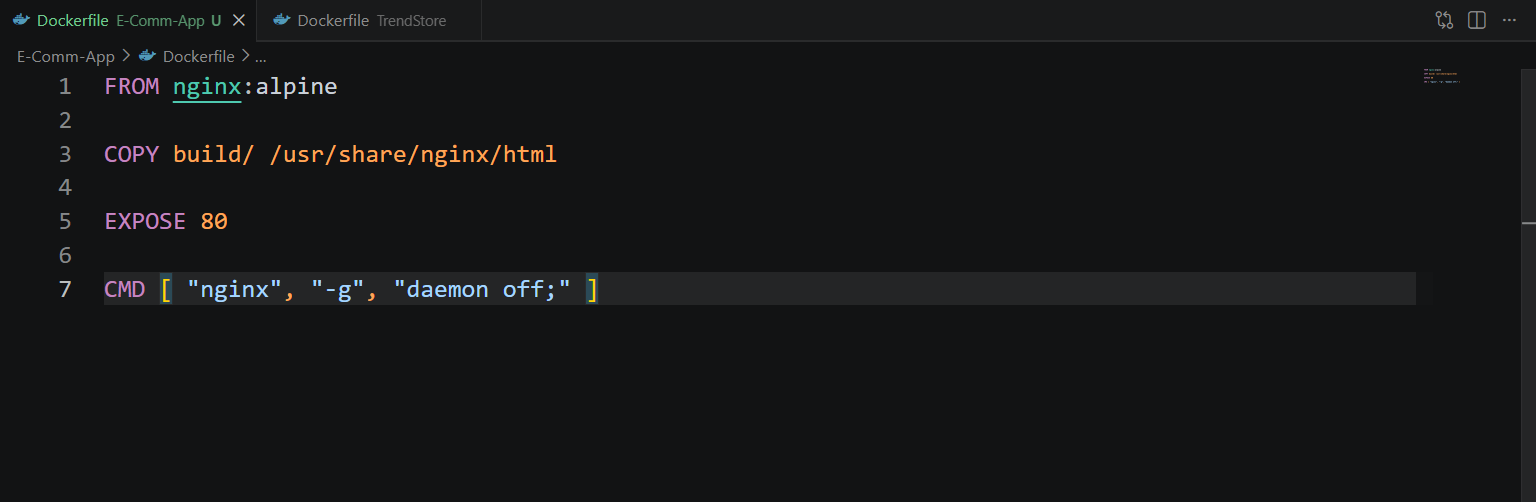 Dockerfile E-Comm-App U Dockerfile TrendStore
E-Comm-App > Dockerfile > ...
1 FROM nginx:alpine
2
3 COPY build/ /usr/share/nginx/html
4
5 EXPOSE 80
6
7 CMD [ "nginx", "-g", "daemon off;" ]